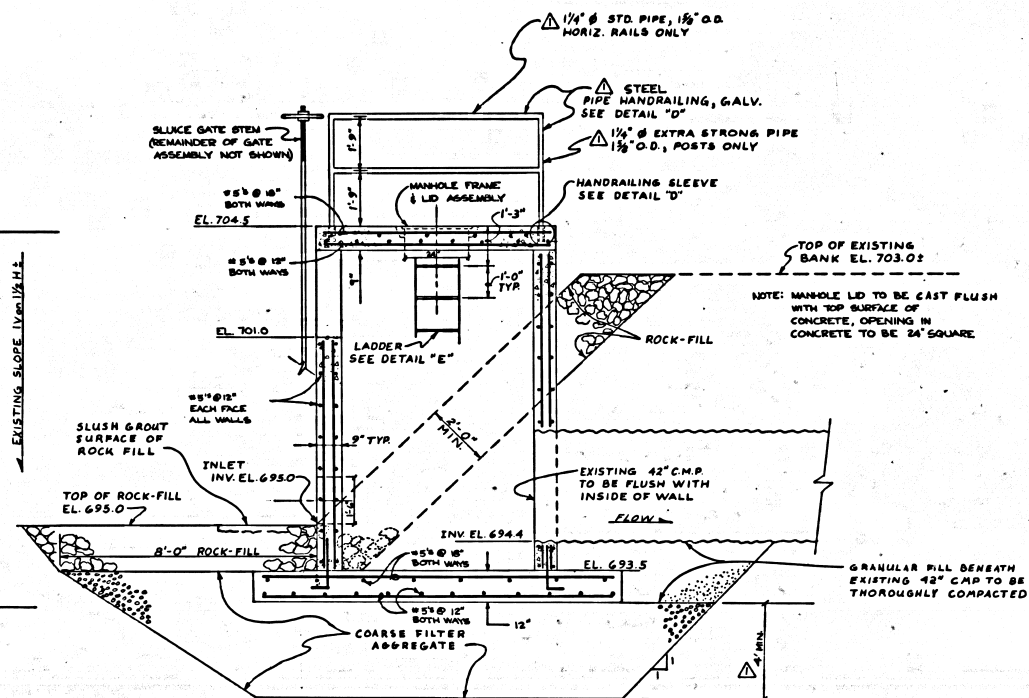 1 1¼" Ø STD. PIPE, 1⅝" O.D.
HORIZ. RAILS ONLY
1 STEEL
PIPE HANDRAILING, GALV.
SEE DETAIL "D"
1 1¼" Ø EXTRA STRONG PIPE
1⅝" O.D., POSTS ONLY
SLUICE GATE STEM
(REMAINDER OF GATE
ASSEMBLY NOT SHOWN)
1'-9"
1'-9"
MANHOLE FRAME
& LID ASSEMBLY
HANDRAILING SLEEVE
SEE DETAIL "D"
#5'S @ 18"
BOTH WAYS
EL. 704.5
1'-3"
#5'S @ 12"
BOTH WAYS
9"
24"
1'-0"
TYP.
TOP OF EXISTING
BANK EL. 703.0±
NOTE: MANHOLE LID TO BE CAST FLUSH
WITH TOP SURFACE OF
CONCRETE, OPENING IN
CONCRETE TO BE 24" SQUARE
EXISTING SLOPE 1V on 1½ H ±
EL. 701.0
LADDER
SEE DETAIL "E"
ROCK-FILL
#5'S @ 12"
EACH FACE
ALL WALLS
SLUSH GROUT
SURFACE OF
ROCK FILL
9" TYP.
2'-0"
MIN.
INLET
INV. EL. 695.0
1'-6"
EXISTING 42" C.M.P.
TO BE FLUSH WITH
INSIDE OF WALL
FLOW
TOP OF ROCK-FILL
EL. 695.0
8'-0" ROCK-FILL
INV. EL. 694.4
#5'S @ 18"
BOTH WAYS
EL. 693.5
GRANULAR FILL BENEATH
EXISTING 42" CMP TO BE
THOROUGHLY COMPACTED
#5'S @ 12"
BOTH WAYS
12"
COARSE FILTER
AGGREGATE
1
1
1 4' MIN.